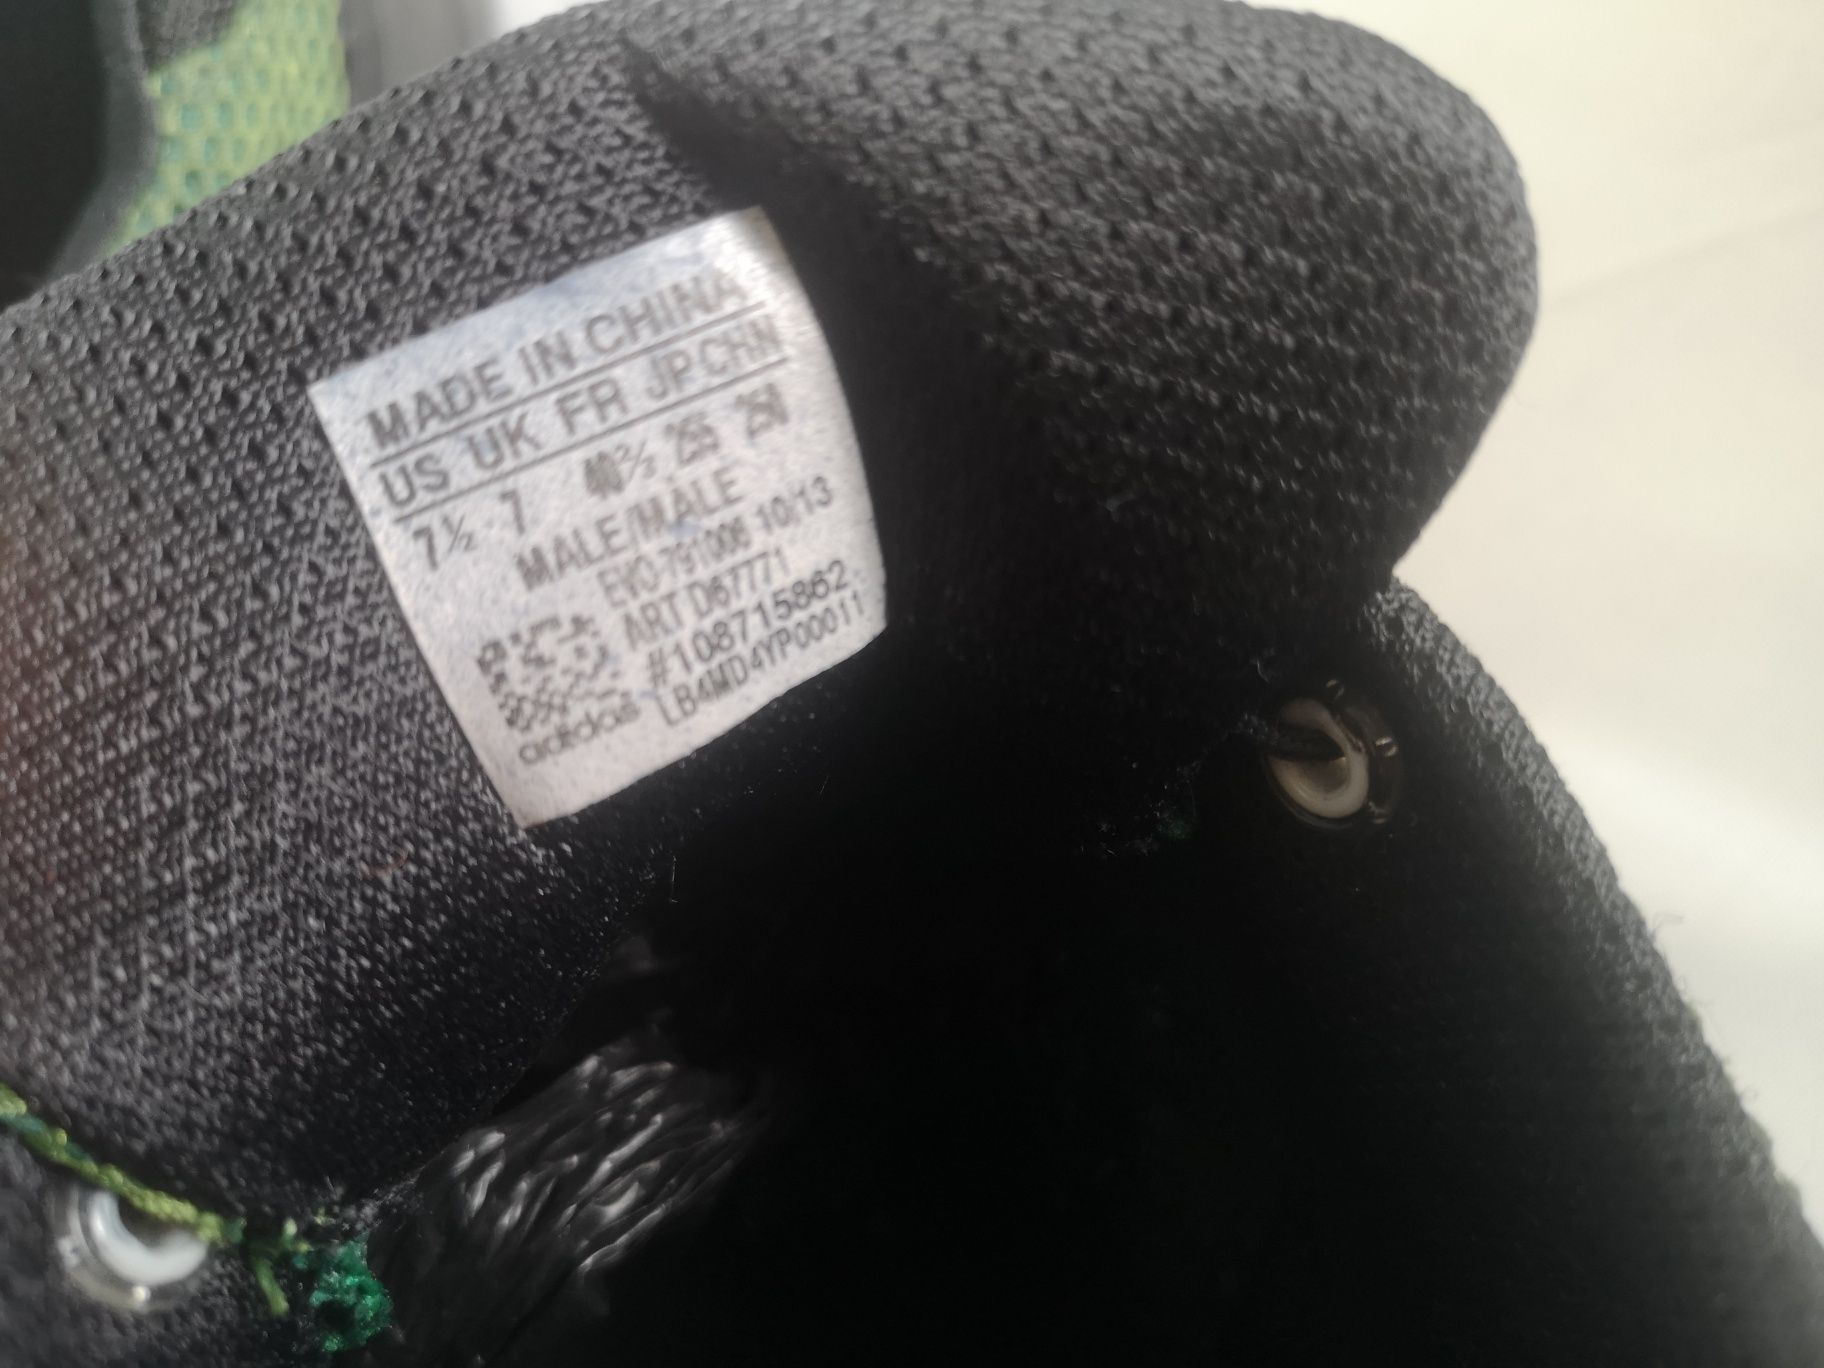 MADE IN CHINA
US UK FR JP CHN
7½ 7 40⅔ 255 250
MALE/MALE
EVO 791006 10/13
ART D67771
#108715862
LB4MD4YP00011
adidas